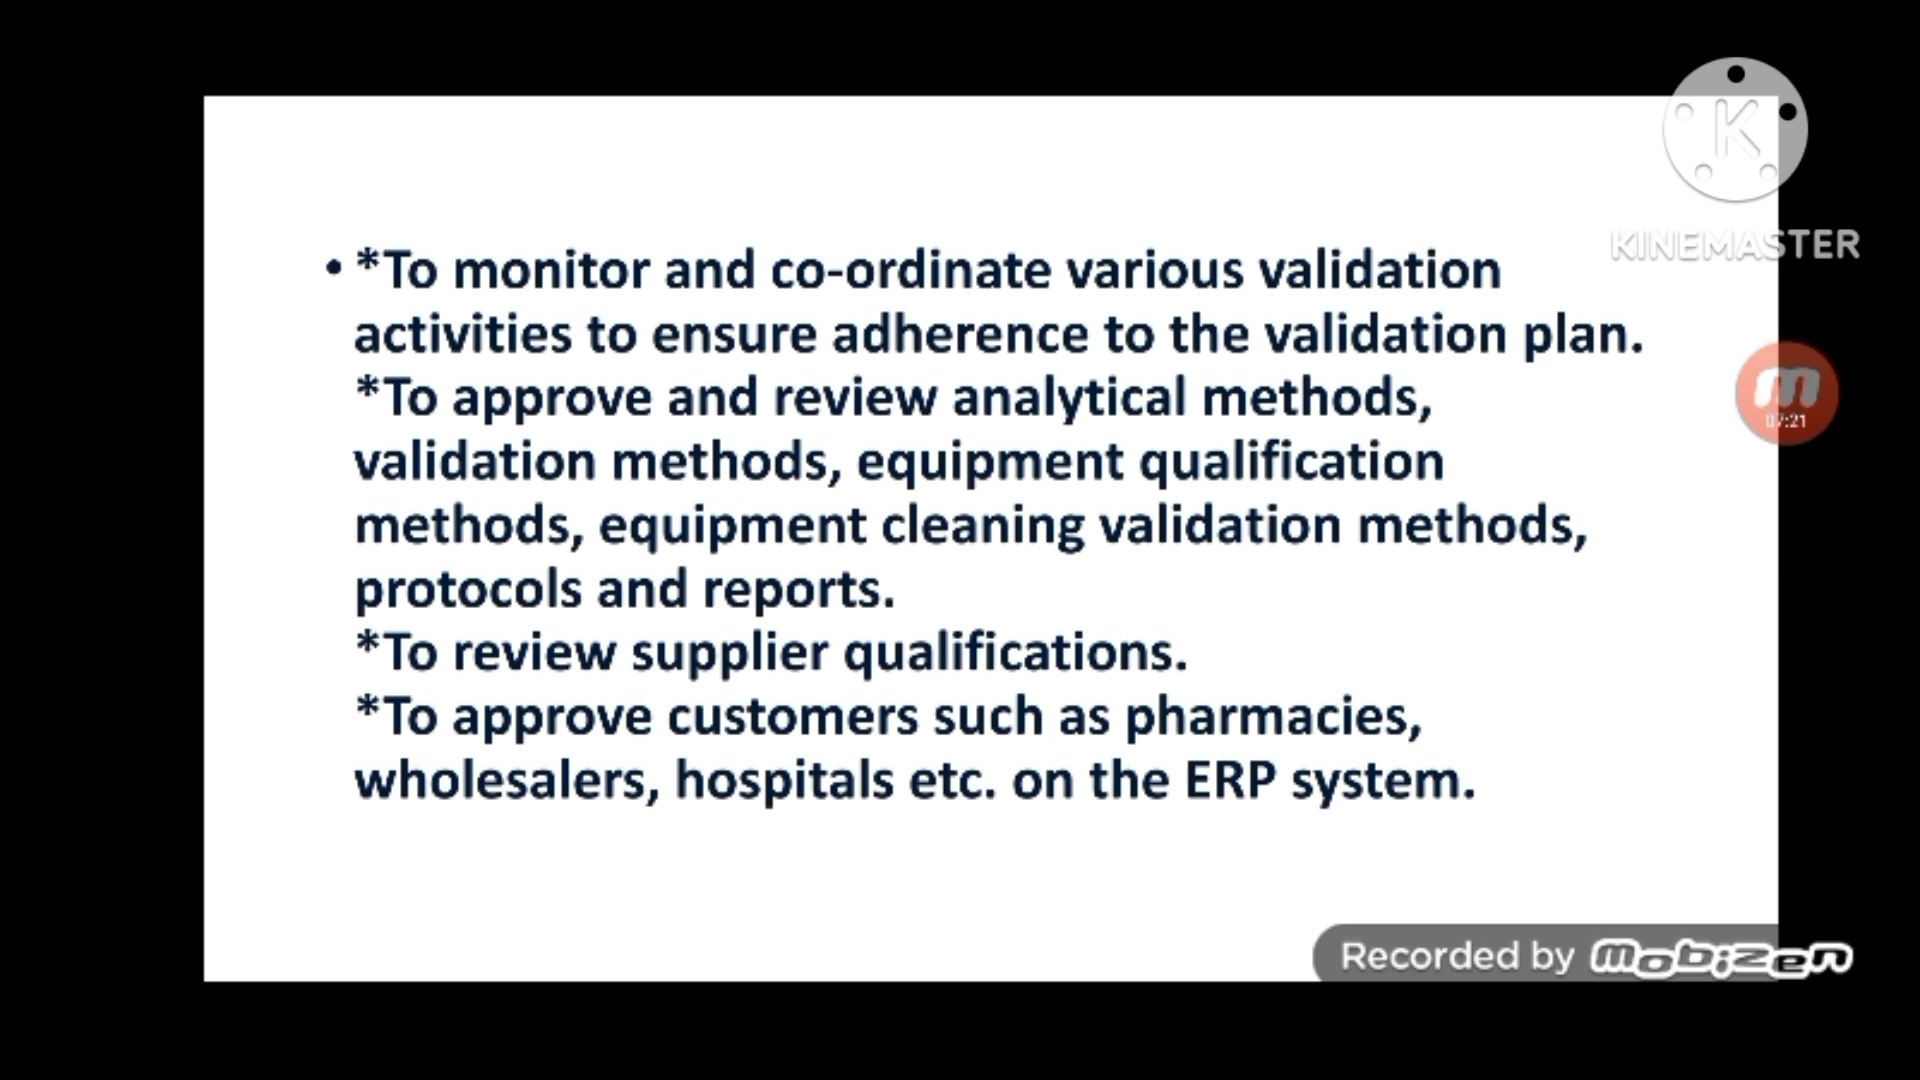 K
KINEMASTER
• *To monitor and co-ordinate various validation
activities to ensure adherence to the validation plan.
*To approve and review analytical methods,
validation methods, equipment qualification
methods, equipment cleaning validation methods,
protocols and reports.
*To review supplier qualifications.
*To approve customers such as pharmacies,
wholesalers, hospitals etc. on the ERP system.
m
07:21
Recorded by mobizen